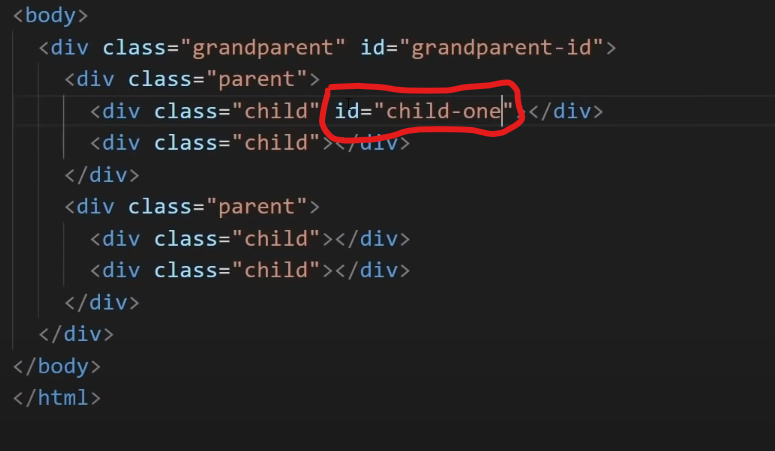 <body>
<div class="grandparent" id="grandparent-id">
<div class="parent">
<div class="child" id="child-one"></div>
<div class="child"></div>
</div>
<div class="parent">
<div class="child"></div>
<div class="child"></div>
</div>
</div>
</body>
</html>